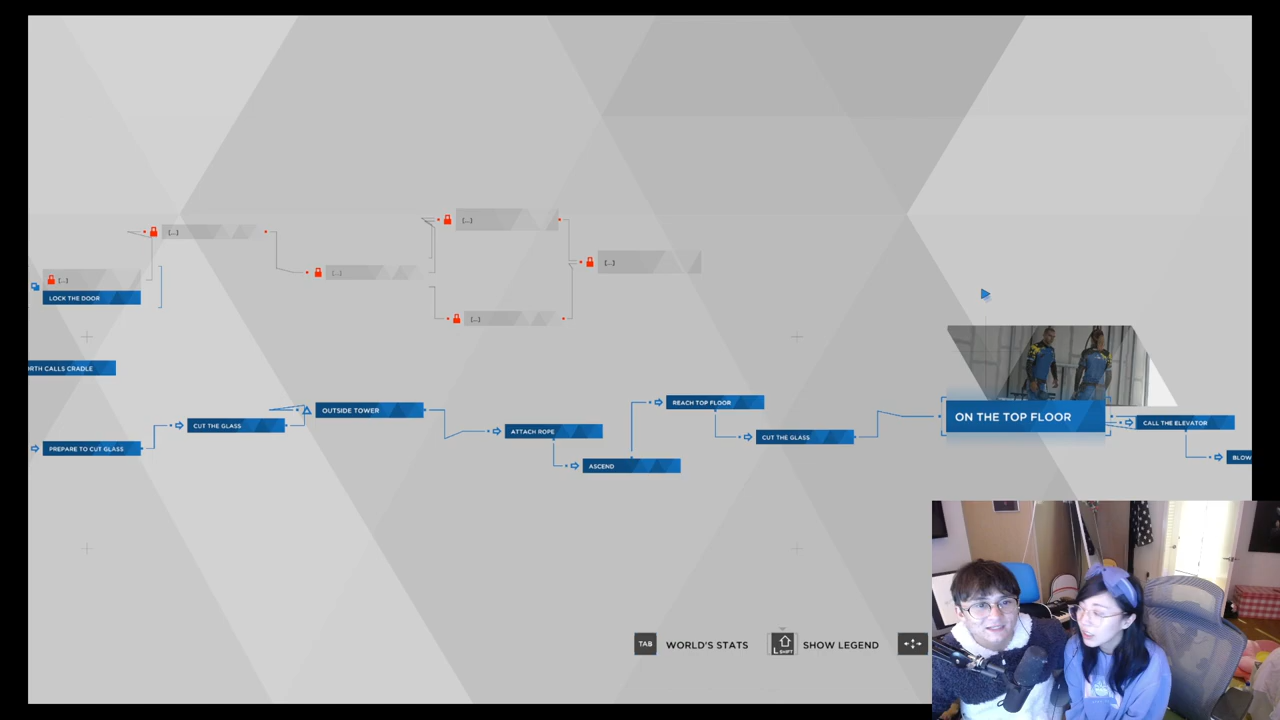 [...]
[...]
[...]
[...]
[...]
[...]
LOCK THE DOOR
RTH CALLS CRADLE
PREPARE TO CUT GLASS
CUT THE GLASS
OUTSIDE TOWER
ATTACH ROPE
ASCEND
REACH TOP FLOOR
CUT THE GLASS
ON THE TOP FLOOR
CALL THE ELEVATOR
BLOW
TAB WORLD'S STATS
L SHIFT SHOW LEGEND